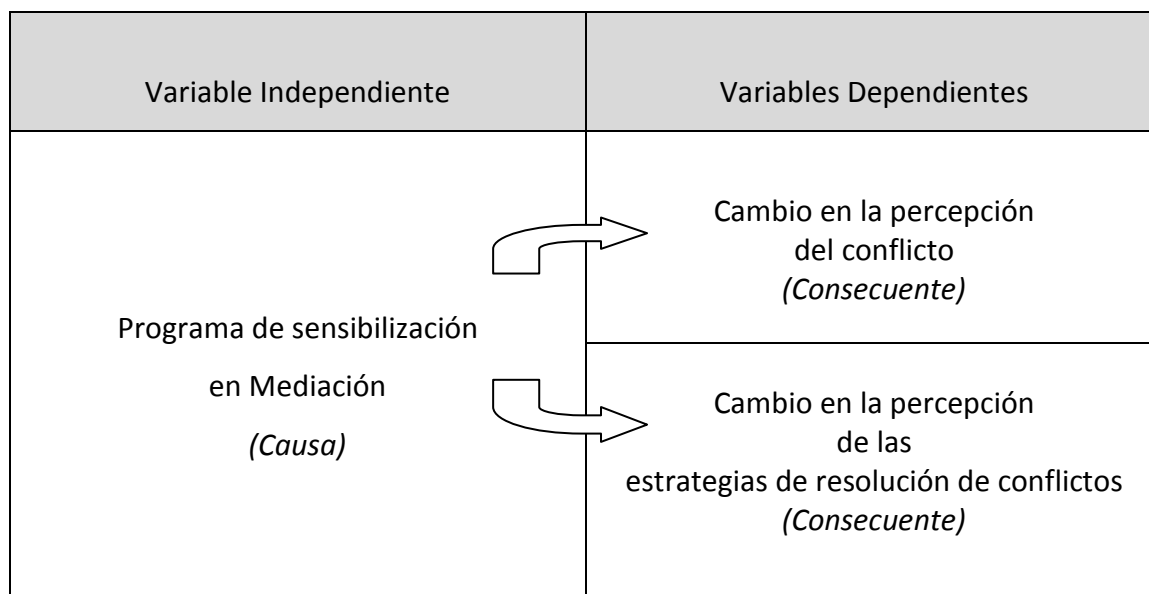 Variable Independiente
Variables Dependientes
Programa de sensibilización
en Mediación
(Causa)
Cambio en la percepción
del conflicto
(Consecuente)
Cambio en la percepción
de las
estrategias de resolución de conflictos
(Consecuente)